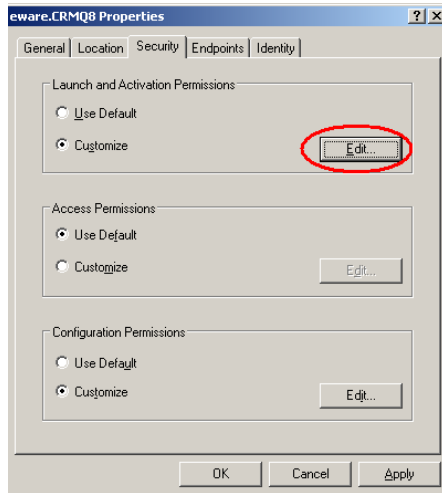 eware.CRMQ8 Properties
General Location Security Endpoints Identity
Launch and Activation Permissions
Use Default
Customize
Edit...
Access Permissions
Use Default
Customize
Edit...
Configuration Permissions
Use Default
Customize
Edit...
OK Cancel Apply